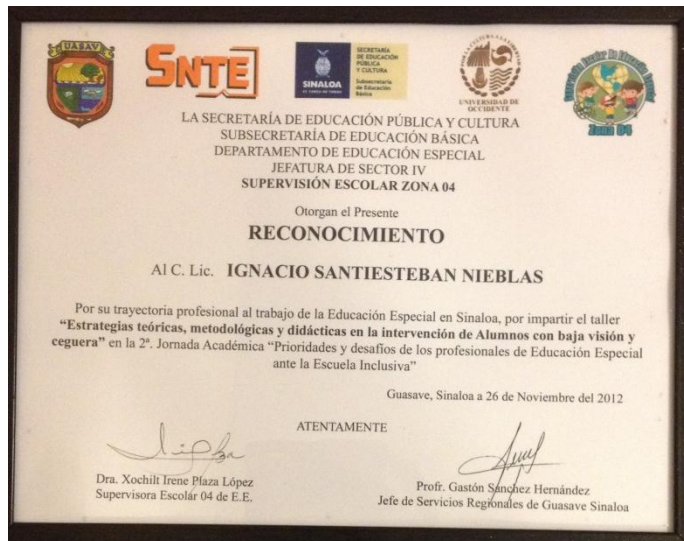 GUASAVE
SNTE
SINALOA
SECRETARÍA
DE EDUCACIÓN
PÚBLICA
Y CULTURA
Subsecretaría
de Educación
Básica
UNIVERSIDAD DE
OCCIDENTE
Zona 04
LA SECRETARÍA DE EDUCACIÓN PÚBLICA Y CULTURA
SUBSECRETARÍA DE EDUCACIÓN BÁSICA
DEPARTAMENTO DE EDUCACIÓN ESPECIAL
JEFATURA DE SECTOR IV
SUPERVISIÓN ESCOLAR ZONA 04
Otorgan el Presente
RECONOCIMIENTO
Al C. Lic. IGNACIO SANTIESTEBAN NIEBLAS
Por su trayectoria profesional al trabajo de la Educación Especial en Sinaloa, por impartir el taller
“Estrategias teóricas, metodológicas y didácticas en la intervención de Alumnos con baja visión y
ceguera” en la 2ª. Jornada Académica “Prioridades y desafíos de los profesionales de Educación Especial
ante la Escuela Inclusiva”
Guasave, Sinaloa a 26 de Noviembre del 2012
ATENTAMENTE
Dra. Xochilt Irene Plaza López
Supervisora Escolar 04 de E.E.
Profr. Gastón Sánchez Hernández
Jefe de Servicios Regionales de Guasave Sinaloa